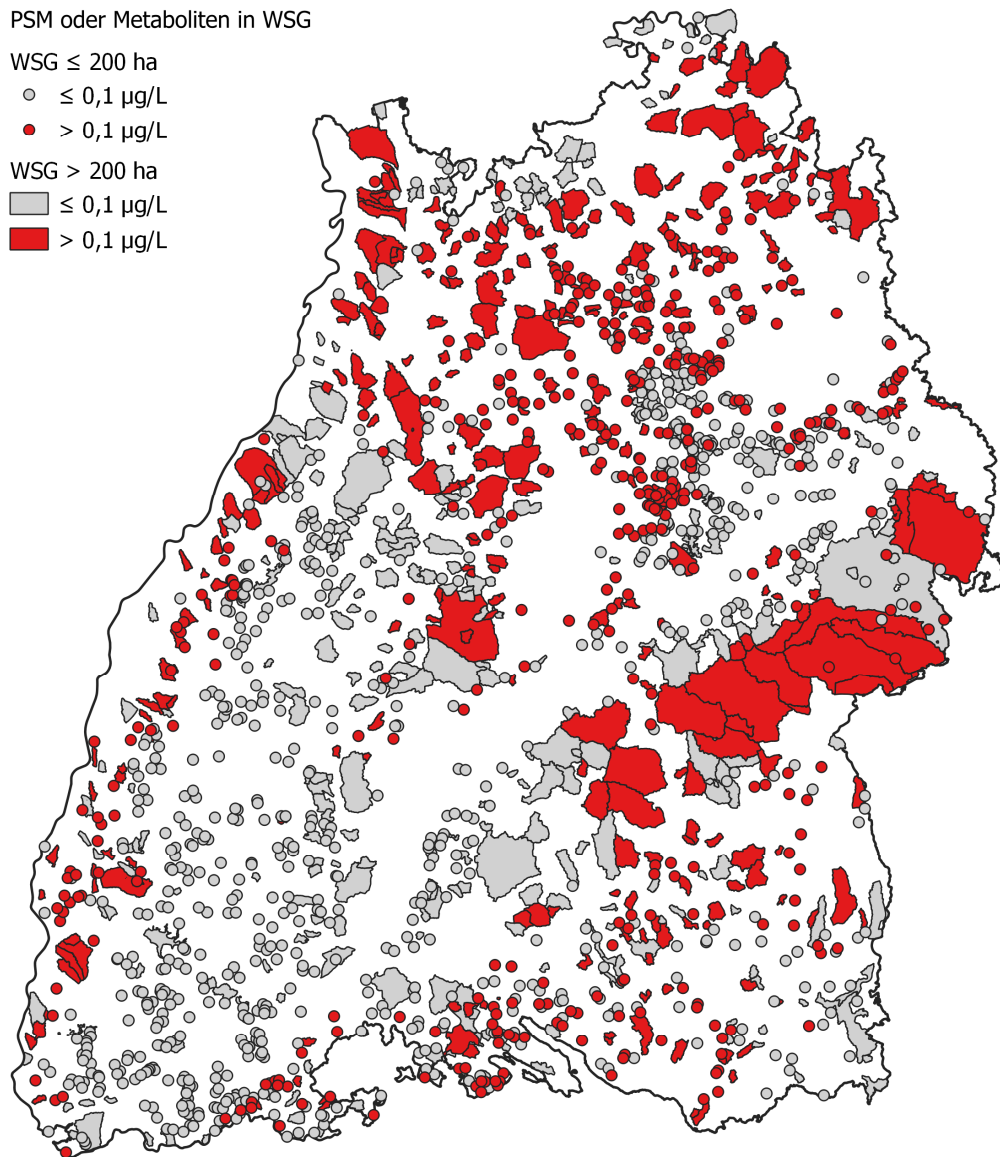 PSM oder Metaboliten in WSG
WSG ≤ 200 ha
≤ 0,1 µg/L
> 0,1 µg/L
WSG > 200 ha
≤ 0,1 µg/L
> 0,1 µg/L